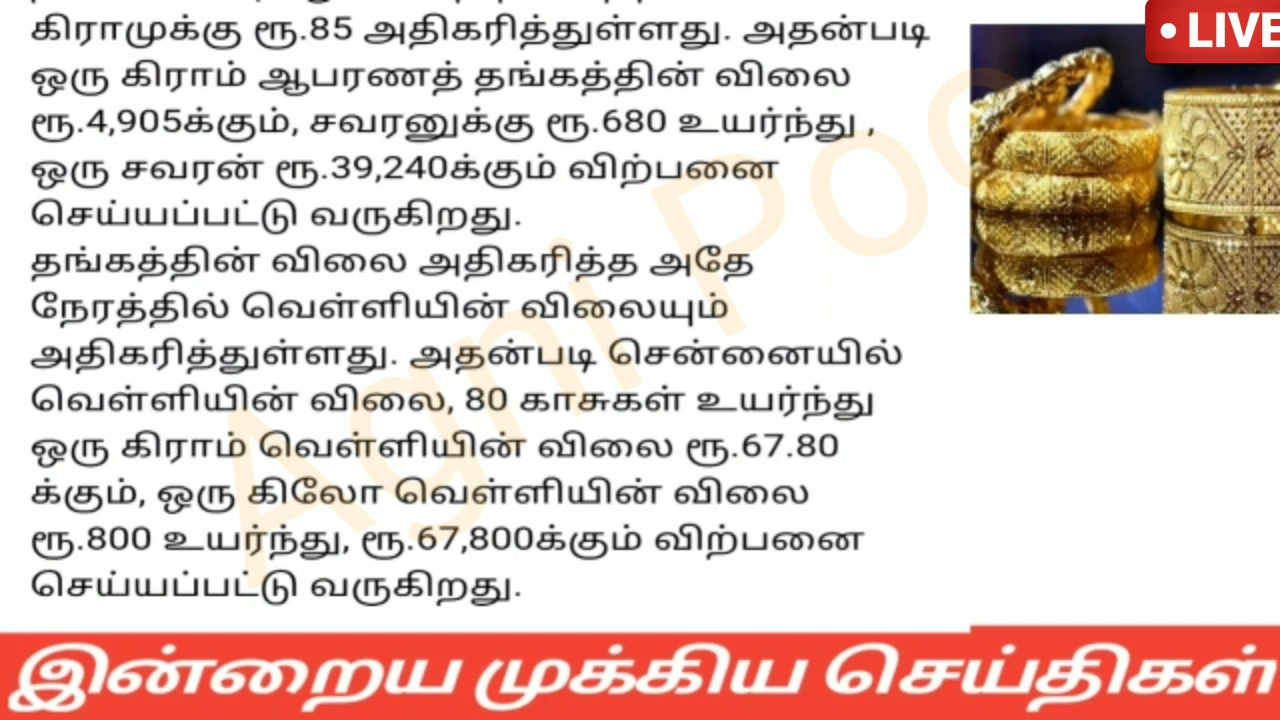 கிராமுக்கு ரூ.85 அதிகரித்துள்ளது. அதன்படி
ஒரு கிராம் ஆபரணத் தங்கத்தின் விலை
ரூ.4,905க்கும், சவரனுக்கு ரூ.680 உயர்ந்து ,
ஒரு சவரன் ரூ.39,240க்கும் விற்பனை
செய்யப்பட்டு வருகிறது.
தங்கத்தின் விலை அதிகரித்த அதே
நேரத்தில் வெள்ளியின் விலையும்
அதிகரித்துள்ளது. அதன்படி சென்னையில்
வெள்ளியின் விலை, 80 காசுகள் உயர்ந்து
ஒரு கிராம் வெள்ளியின் விலை ரூ.67.80
க்கும், ஒரு கிலோ வெள்ளியின் விலை
ரூ.800 உயர்ந்து, ரூ.67,800க்கும் விற்பனை
செய்யப்பட்டு வருகிறது.
• LIVE
Agni Poo
இன்றைய முக்கிய செய்திகள்